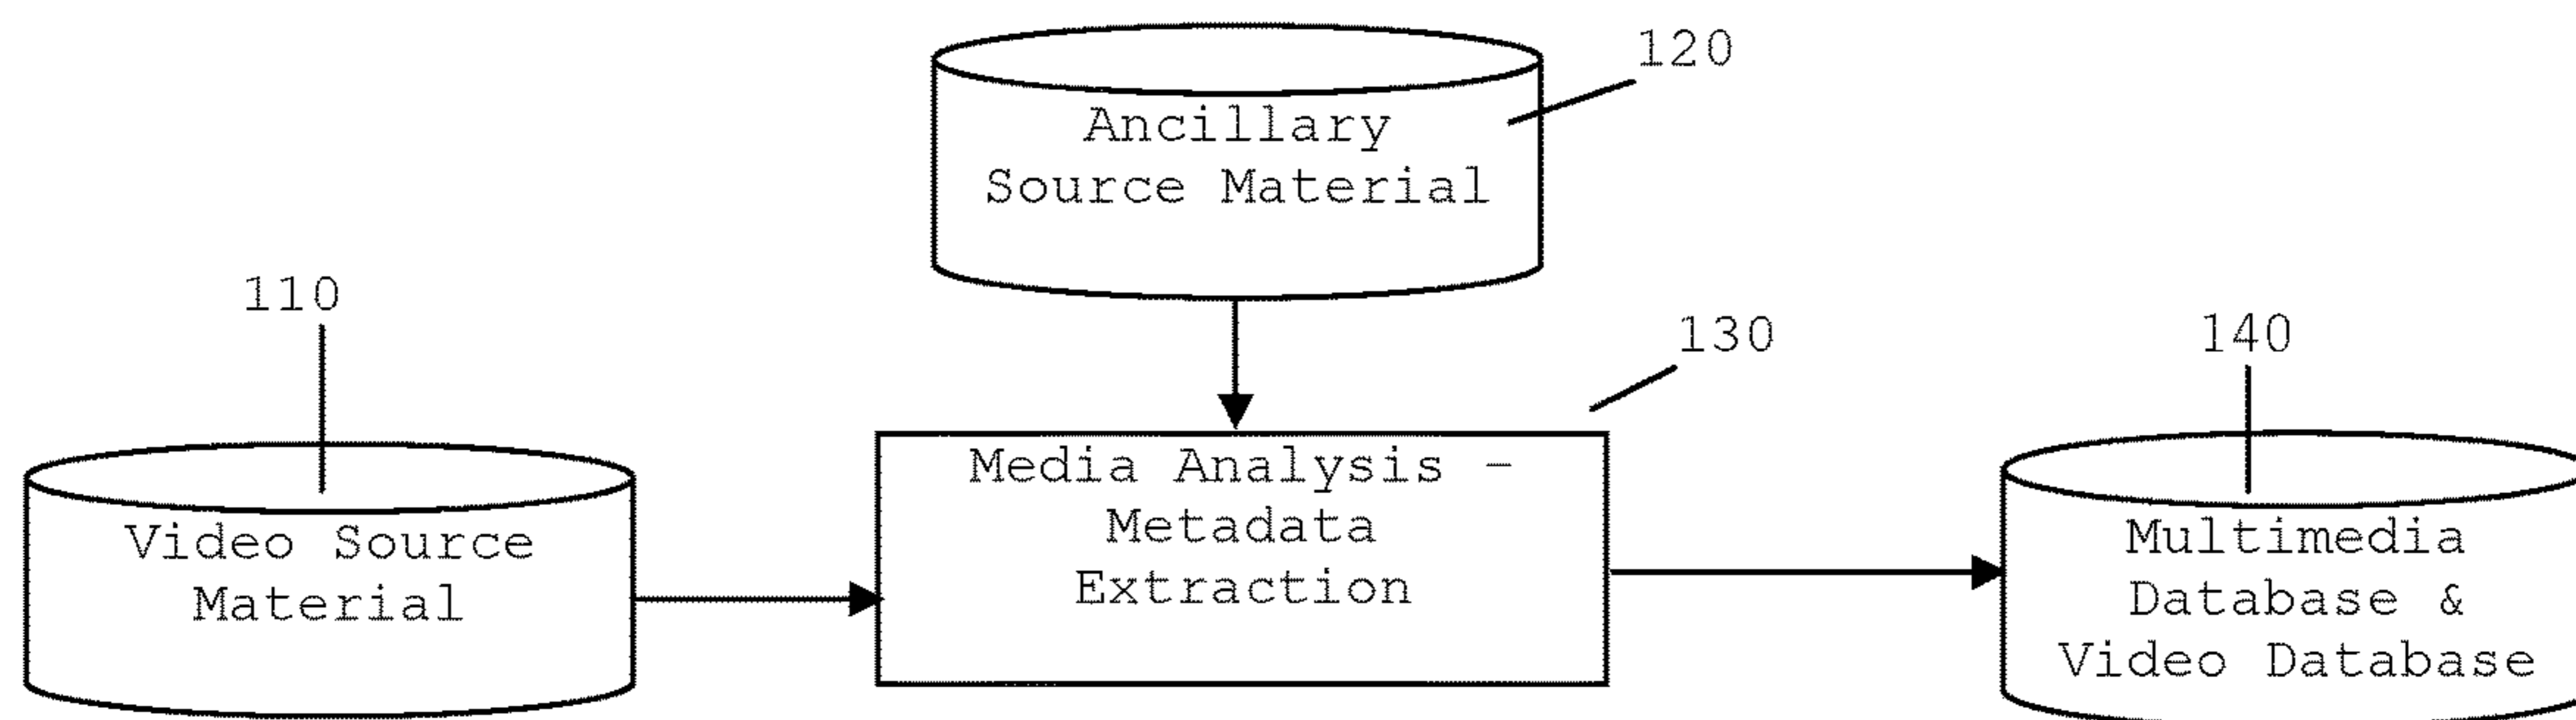 120
Ancillary
Source Material
110
130
140
Video Source
Material
Media Analysis -
Metadata
Extraction
Multimedia
Database &
Video Database